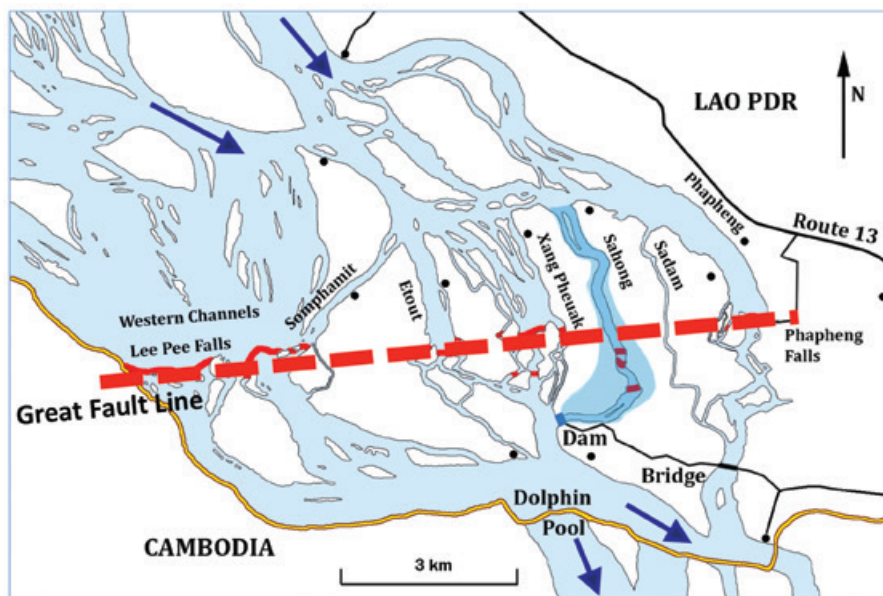 LAO PDR
N
Phapheng
Route 13
Sahong
Sadam
Xang Pheuak
Etout
Somphamit
Western Channels
Lee Pee Falls
Phapheng
Falls
Great Fault Line
Dam
Bridge
Dolphin
Pool
CAMBODIA
3 km